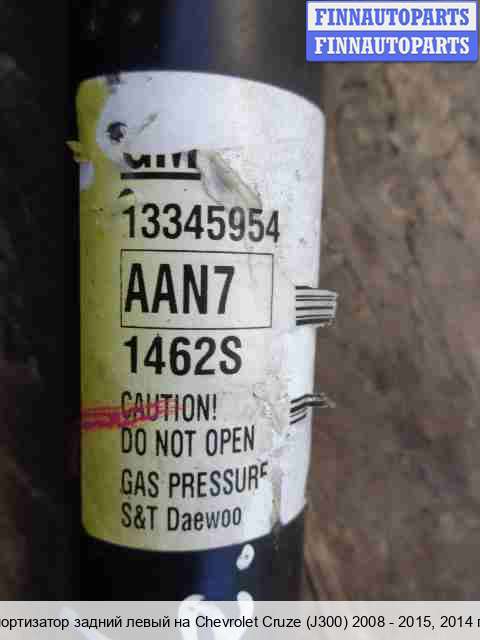 FINNAUTOPARTS
FINNAUTOPARTS
GM
13345954
AAN7
1462S
CAUTION!
DO NOT OPEN
GAS PRESSURE
S&T Daewoo
ортизатор задний левый на Chevrolet Cruze (J300) 2008 - 2015, 2014 г